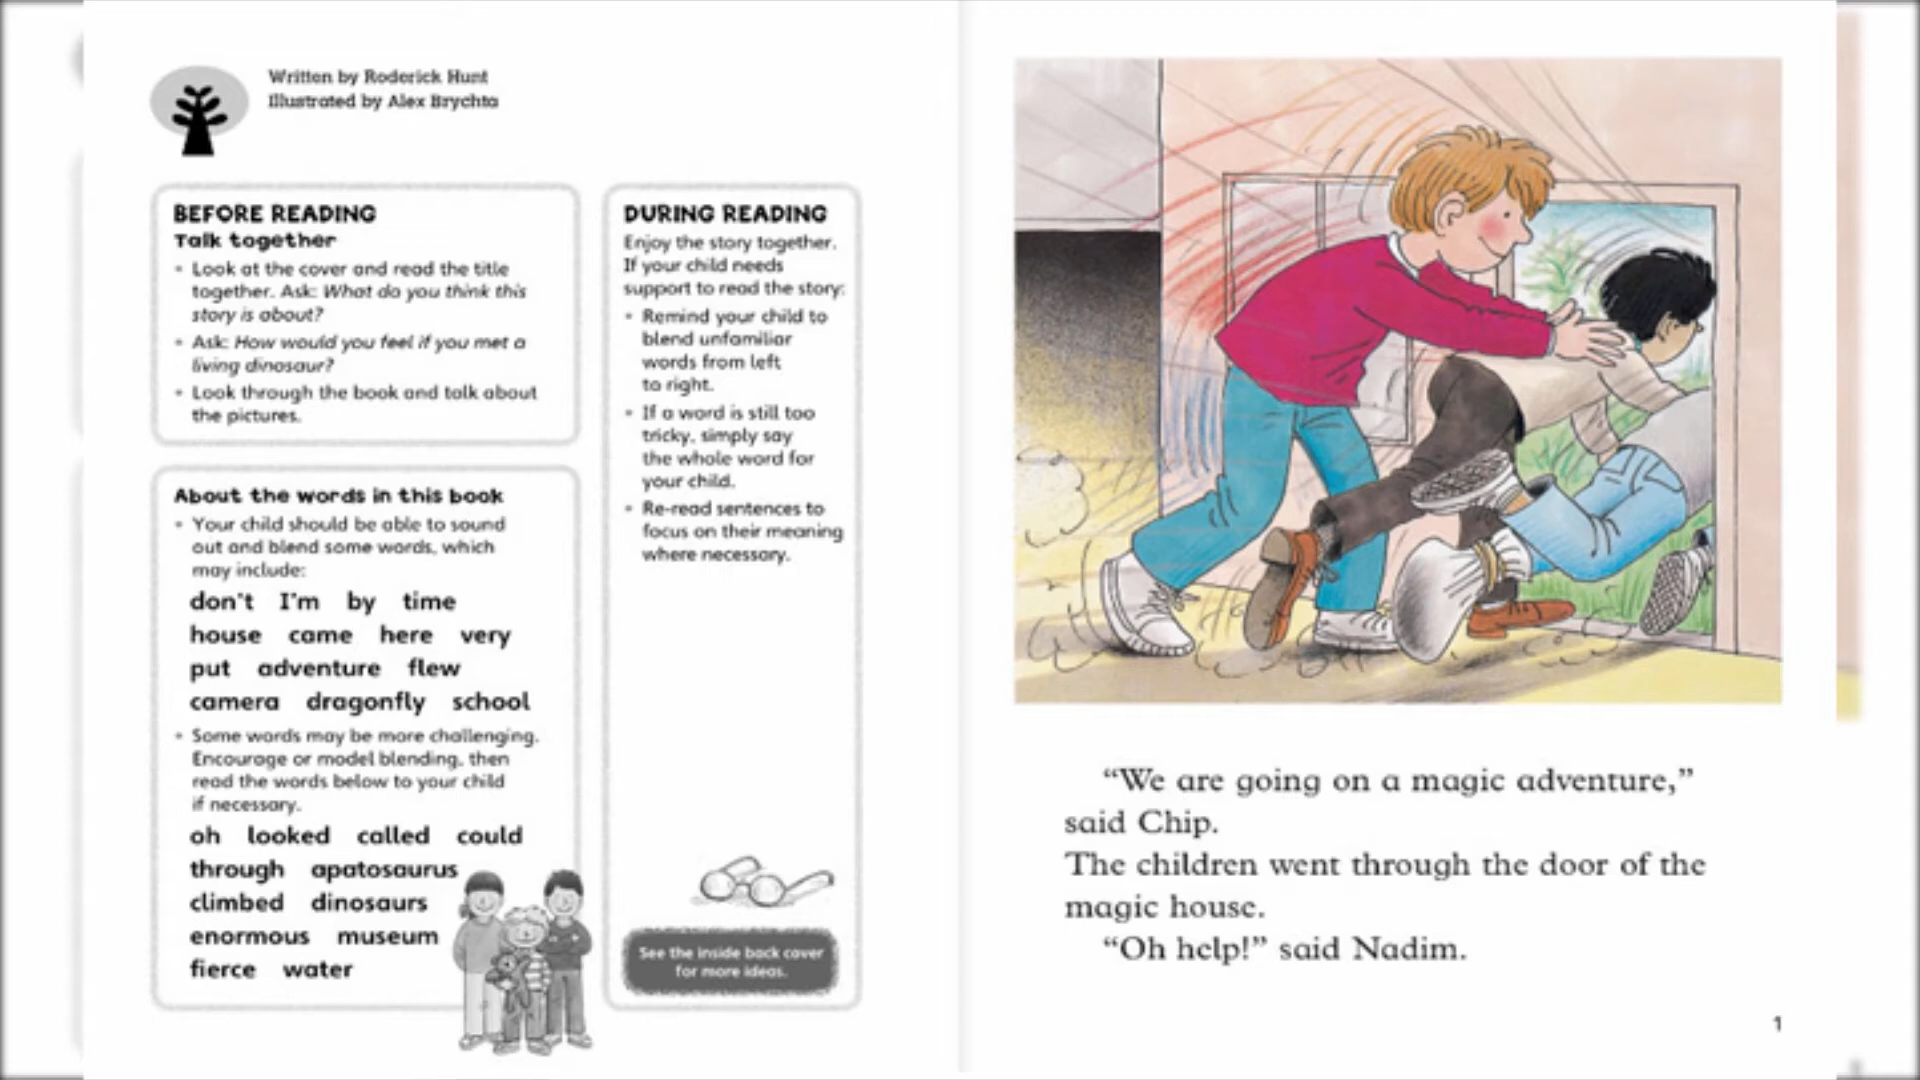 Written by Roderick Hunt
Illustrated by Alex Brychta
BEFORE READING
Talk together
• Look at the cover and read the title
together. Ask: What do you think this
story is about?
• Ask: How would you feel if you met a
living dinosaur?
• Look through the book and talk about
the pictures.
About the words in this book
• Your child should be able to sound
out and blend some words, which
may include:
don't I'm by time
house came here very
put adventure flew
camera dragonfly school
• Some words may be more challenging.
Encourage or model blending, then
read the words below to your child
if necessary.
oh looked called could
through apatosaurus
climbed dinosaurs
enormous museum
fierce water
DURING READING
Enjoy the story together.
If your child needs
support to read the story:
• Remind your child to
blend unfamiliar
words from left
to right.
• If a word is still too
tricky, simply say
the whole word for
your child.
• Re-read sentences to
focus on their meaning
where necessary.
See the inside back cover
for more ideas.
“We are going on a magic adventure,”
said Chip.
The children went through the door of the
magic house.
“Oh help!” said Nadim.
1